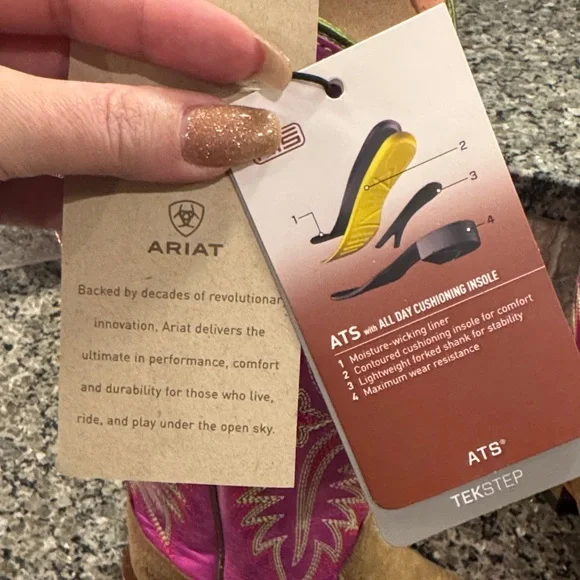 ARIAT
Backed by decades of revolutionar
innovation, Ariat delivers the
ultimate in performance, comfort
and durability for those who live,
ride, and play under the open sky.
1
2
3
4
ATS with ALL DAY CUSHIONING INSOLE
1 Moisture-wicking liner
2 Contoured cushioning insole for comfort
3 Lightweight forked shank for stability
4 Maximum wear resistance
ATS®
TEKSTEP